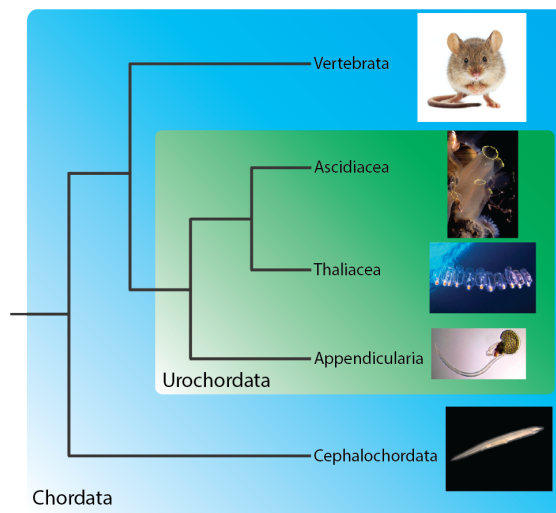 Vertebrata
Ascidiacea
Thaliacea
Appendicularia
Urochordata
Cephalochordata
Chordata